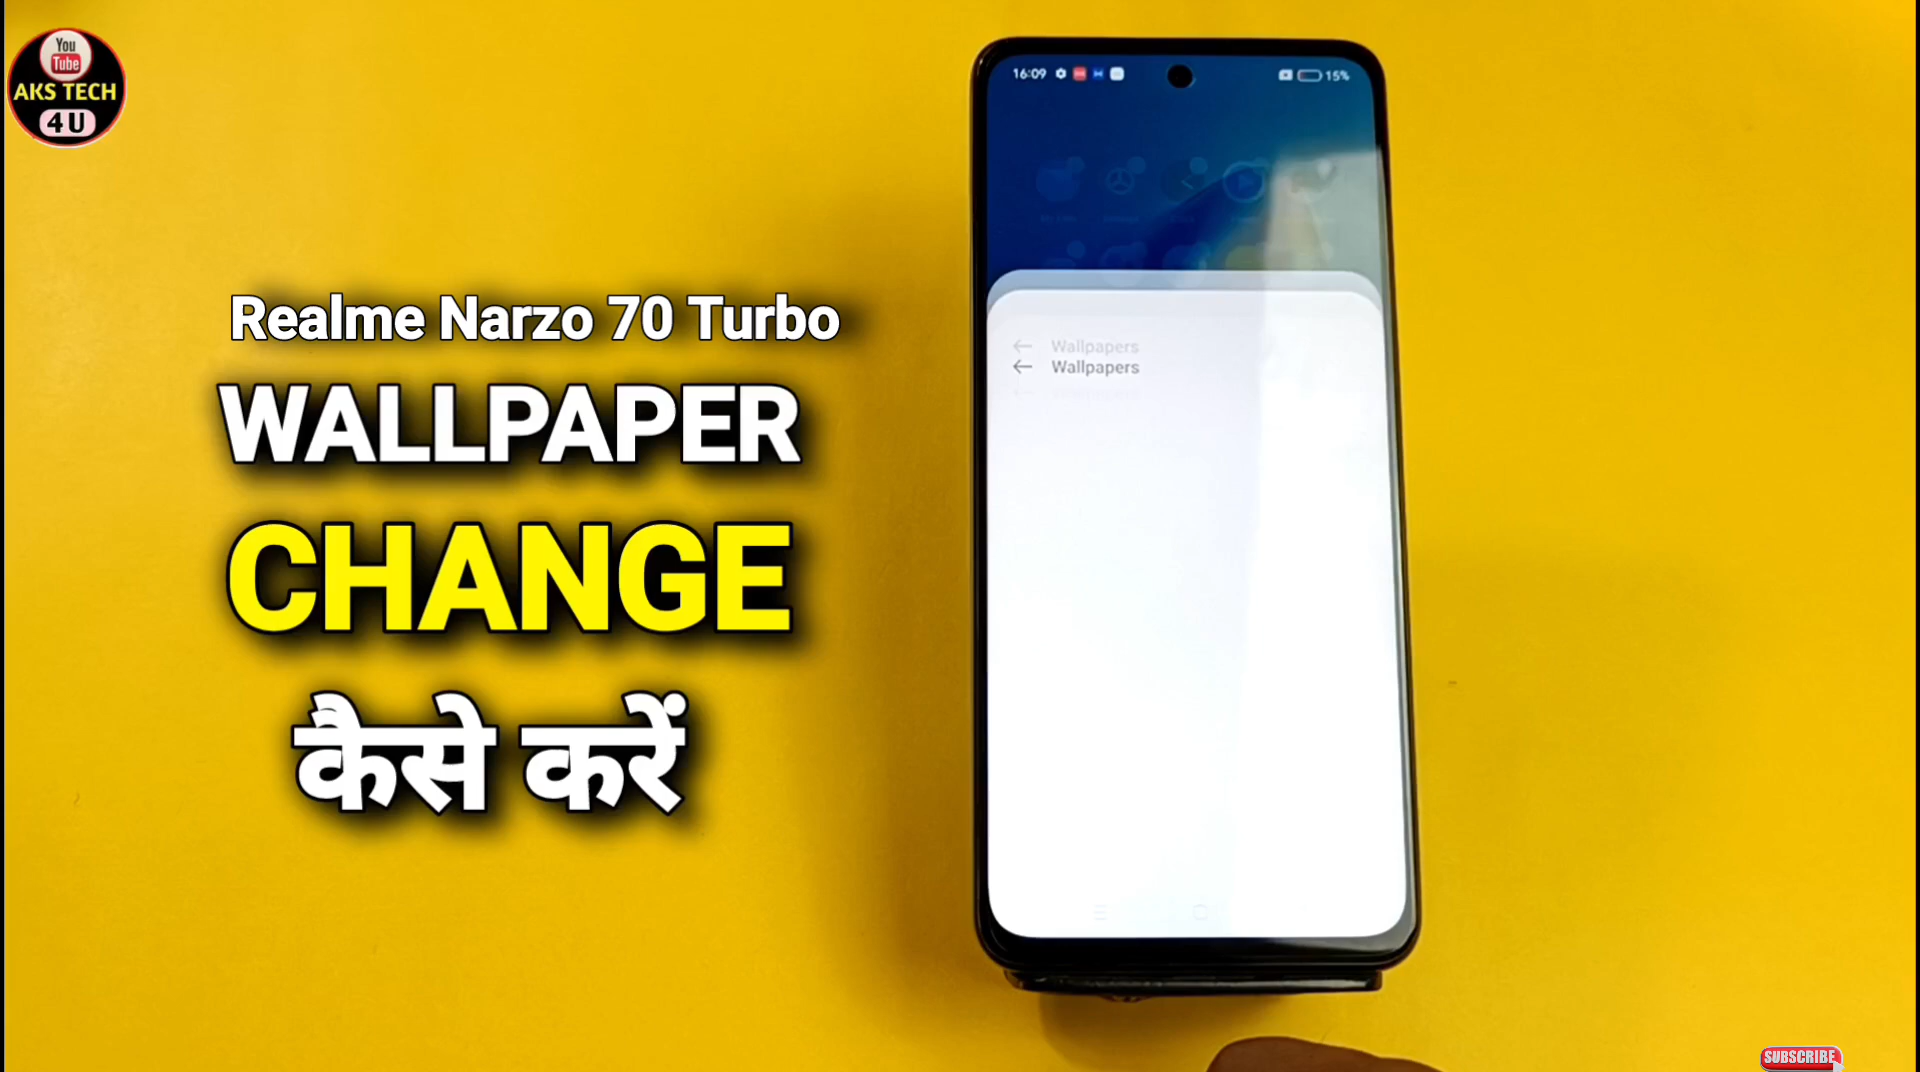 You
Tube
AKS TECH
4U
16:09
15%
Realme Narzo 70 Turbo
WALLPAPER
CHANGE
कैसे करें
Wallpapers
Wallpapers
SUBSCRIBE